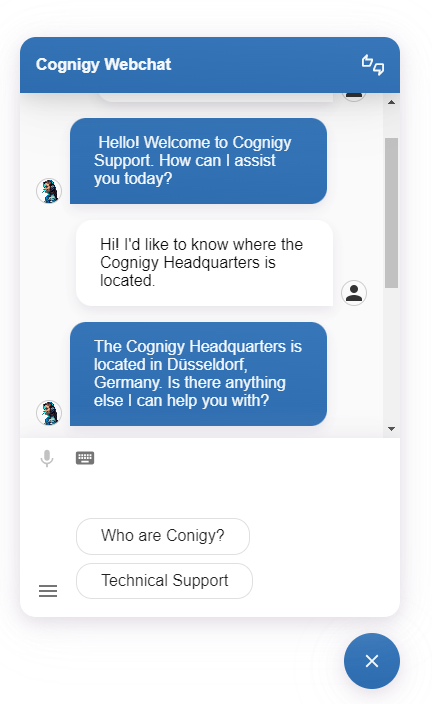 Cognigy Webchat
Hello! Welcome to Cognigy
Support. How can I assist
you today?
Hi! I'd like to know where the
Cognigy Headquarters is
located.
The Cognigy Headquarters is
located in Düsseldorf,
Germany. Is there anything
else I can help you with?
Who are Conigy?
Technical Support